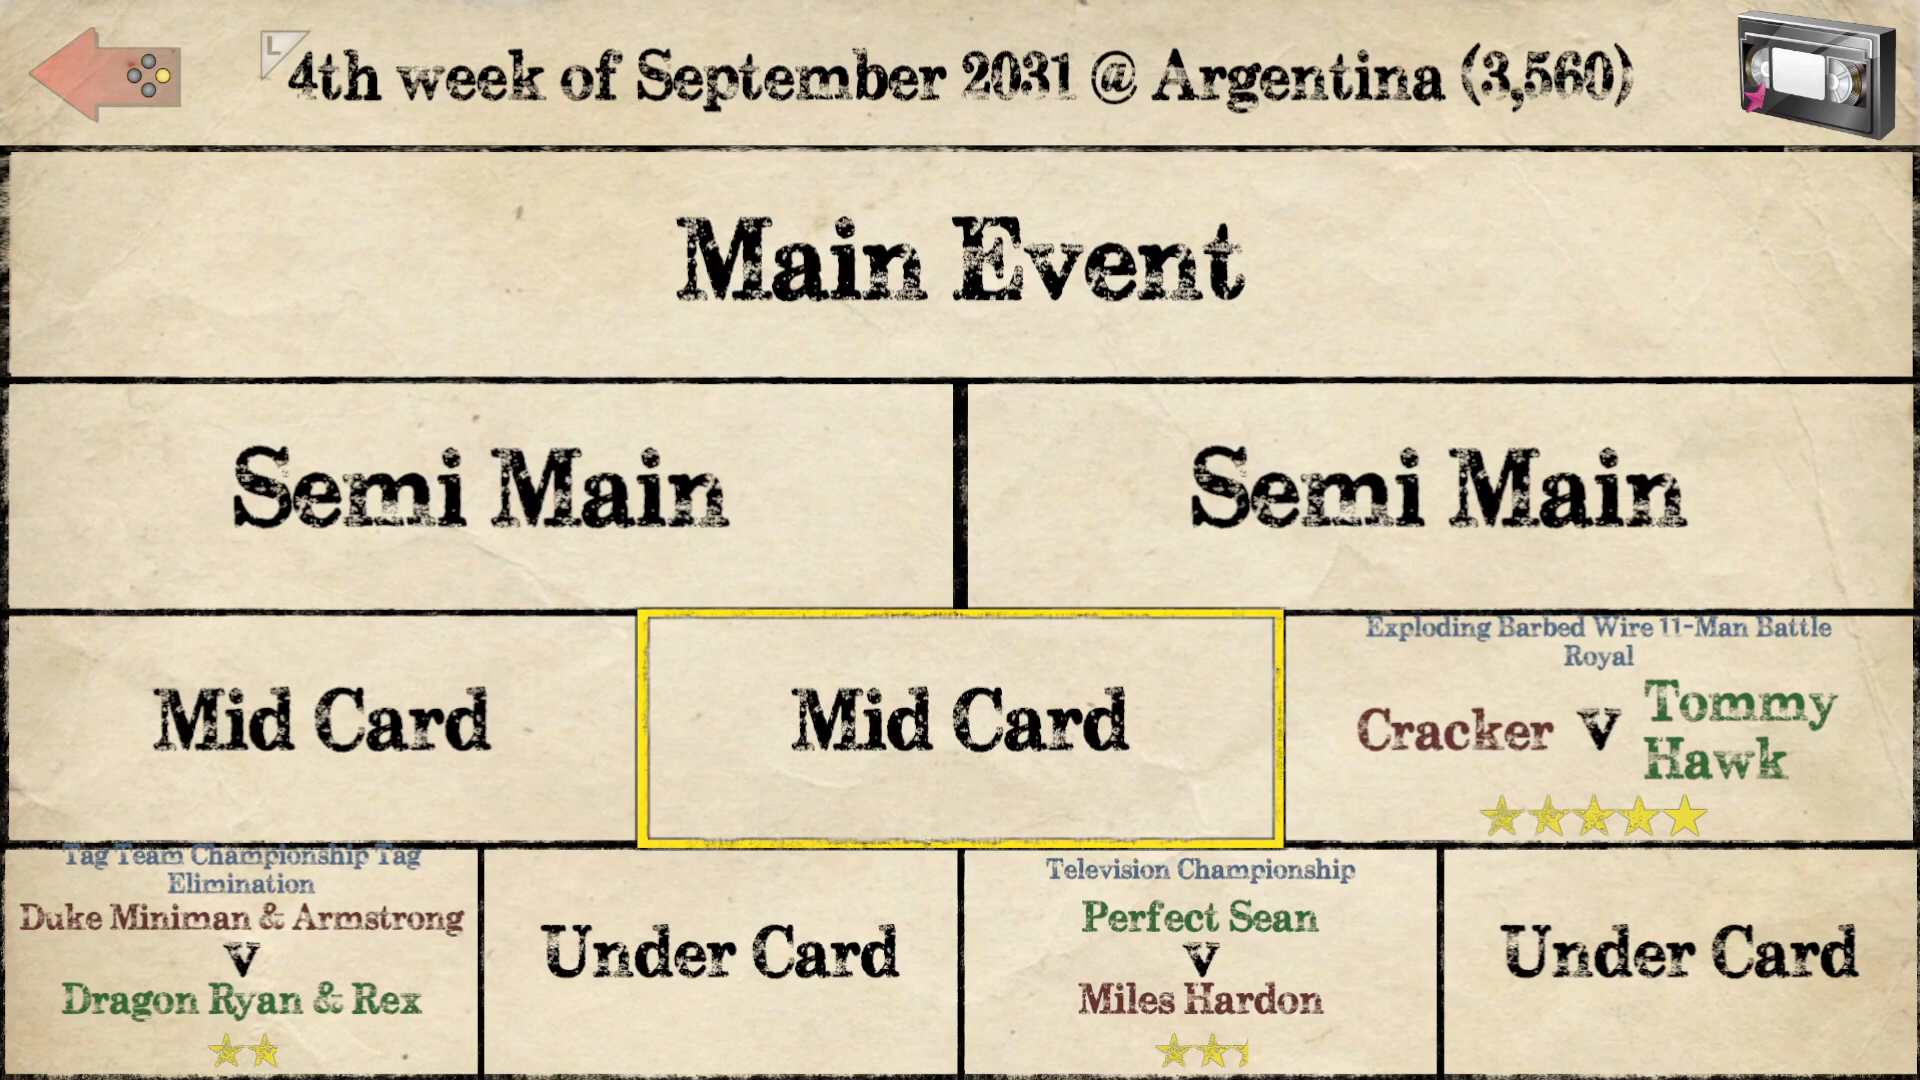 L
4th week of September 2031 @ Argentina (3,560)
Main Event
Semi Main
Semi Main
Mid Card
Mid Card
Exploding Barbed Wire 11-Man Battle
Royal
Cracker v Tommy
Hawk
Tag Team Championship Tag
Elimination
Duke Miniman & Armstrong
v
Dragon Ryan & Rex
Under Card
Television Championship
Perfect Sean
v
Miles Hardon
Under Card